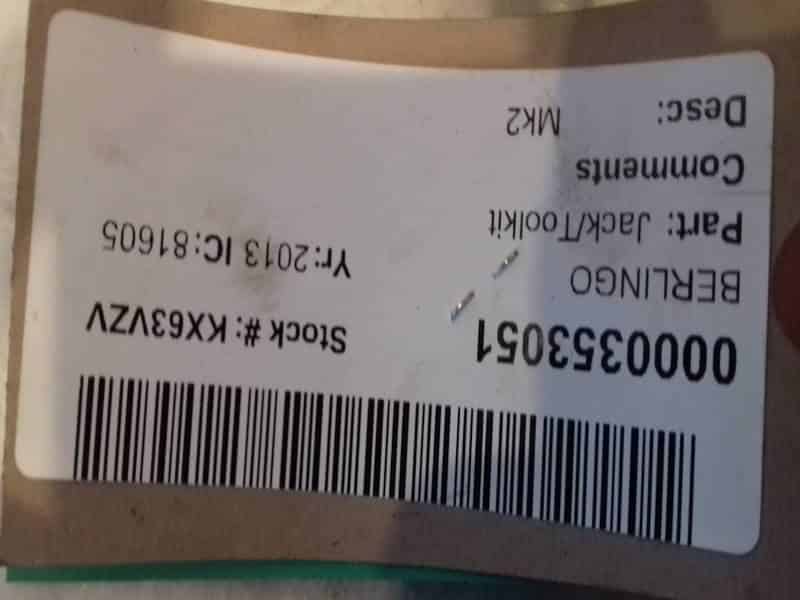 0000353051 Stock #: KX63VZV
BERLINGO Yr:2013 IC:81605
Part: Jack/Toolkit
Comments
Desc: Mk2